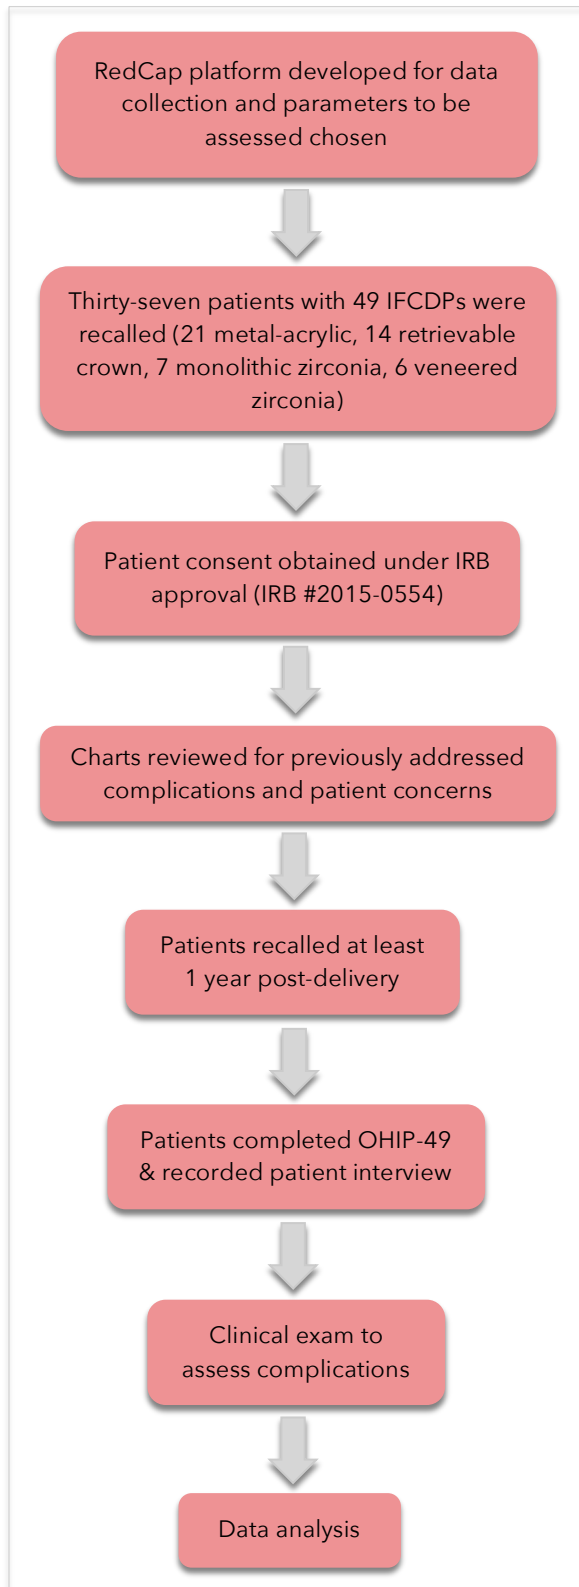 RedCap platform developed for data
collection and parameters to be
assessed chosen
Thirty-seven patients with 49 IFCDPs were
recalled (21 metal-acrylic, 14 retrievable
crown, 7 monolithic zirconia, 6 veneered
zirconia)
Patient consent obtained under IRB
approval (IRB #2015-0554)
Charts reviewed for previously addressed
complications and patient concerns
Patients recalled at least
1 year post-delivery
Patients completed OHIP-49
& recorded patient interview
Clinical exam to
assess complications
Data analysis